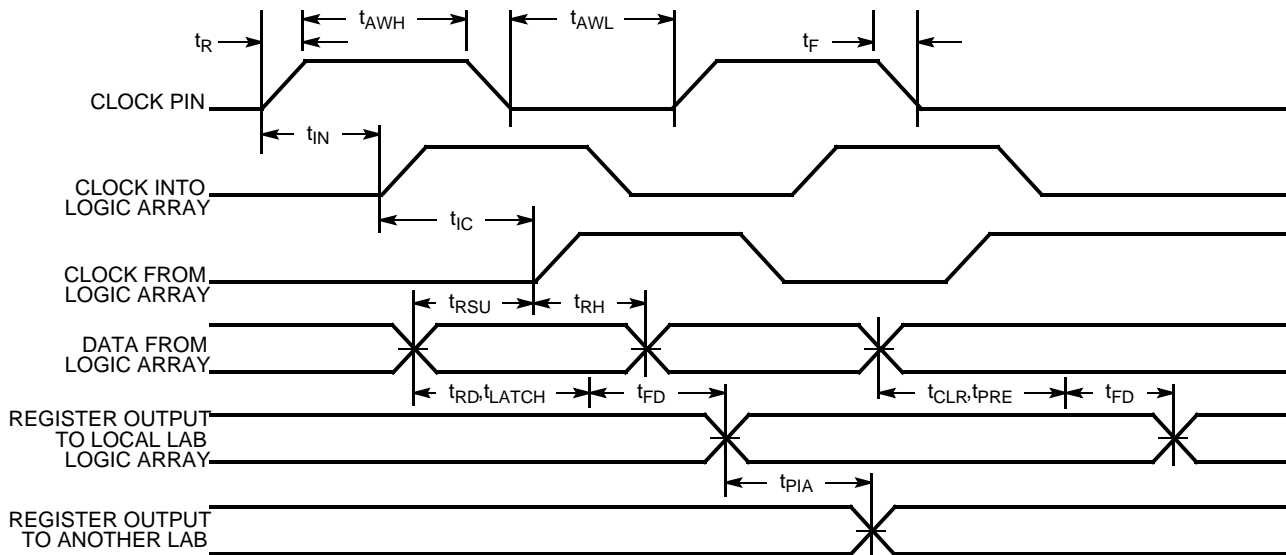 tAWH
tAWL
tR
tF
CLOCK PIN
tIN
CLOCK INTO
LOGIC ARRAY
tIC
CLOCK FROM
LOGIC ARRAY
tRSU
tRH
DATA FROM
LOGIC ARRAY
tRD,tLATCH
tFD
tCLR,tPRE
tFD
REGISTER OUTPUT
TO LOCAL LAB
LOGIC ARRAY
tPIA
REGISTER OUTPUT
TO ANOTHER LAB